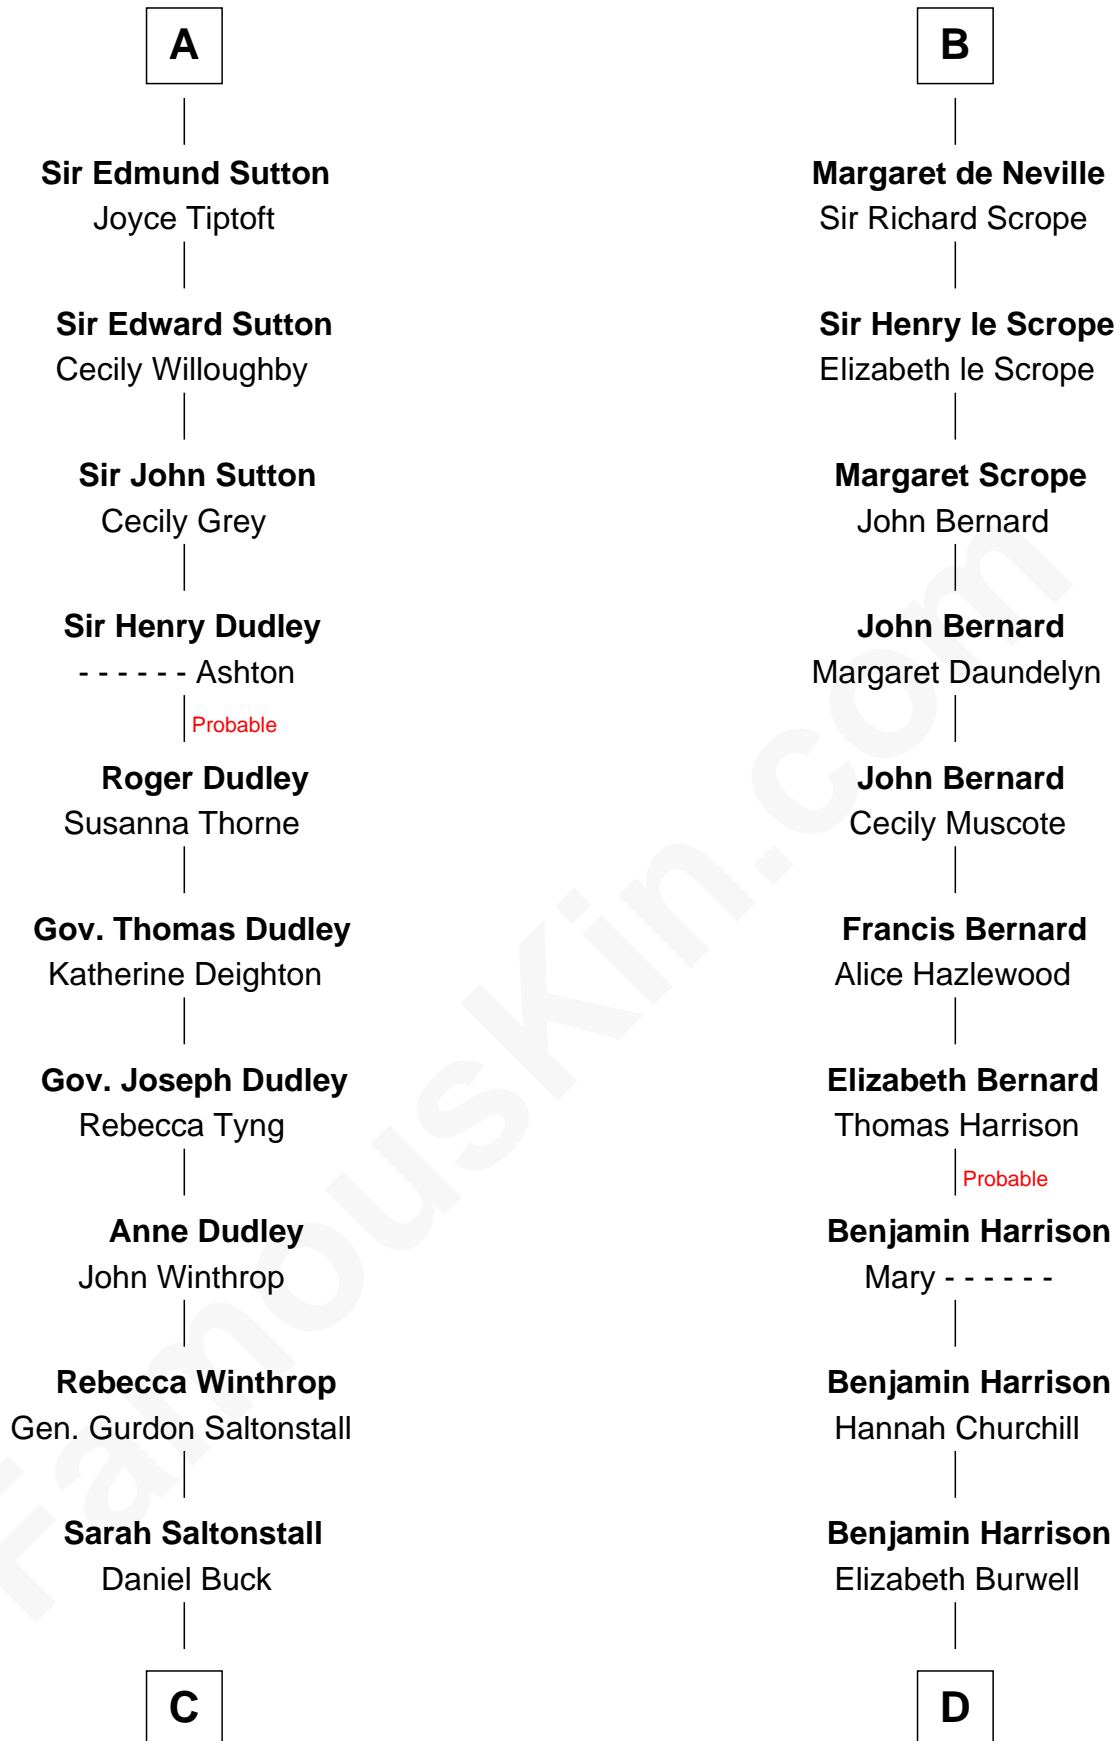 A
Sir Edmund Sutton
Joyce Tiptoft
Sir Edward Sutton
Cecily Willoughby
Sir John Sutton
Cecily Grey
Sir Henry Dudley
- - - - - - Ashton
Probable
Roger Dudley
Susanna Thorne
Gov. Thomas Dudley
Katherine Deighton
Gov. Joseph Dudley
Rebecca Tyng
Anne Dudley
John Winthrop
Rebecca Winthrop
Gen. Gurdon Saltonstall
Sarah Saltonstall
Daniel Buck
C
B
Margaret de Neville
Sir Richard Scrope
Sir Henry le Scrope
Elizabeth le Scrope
Margaret Scrope
John Bernard
John Bernard
Margaret Daundelyn
John Bernard
Cecily Muscote
Francis Bernard
Alice Hazlewood
Elizabeth Bernard
Thomas Harrison
Probable
Benjamin Harrison
Mary - - - - - -
Benjamin Harrison
Hannah Churchill
Benjamin Harrison
Elizabeth Burwell
D
FamousKin.com